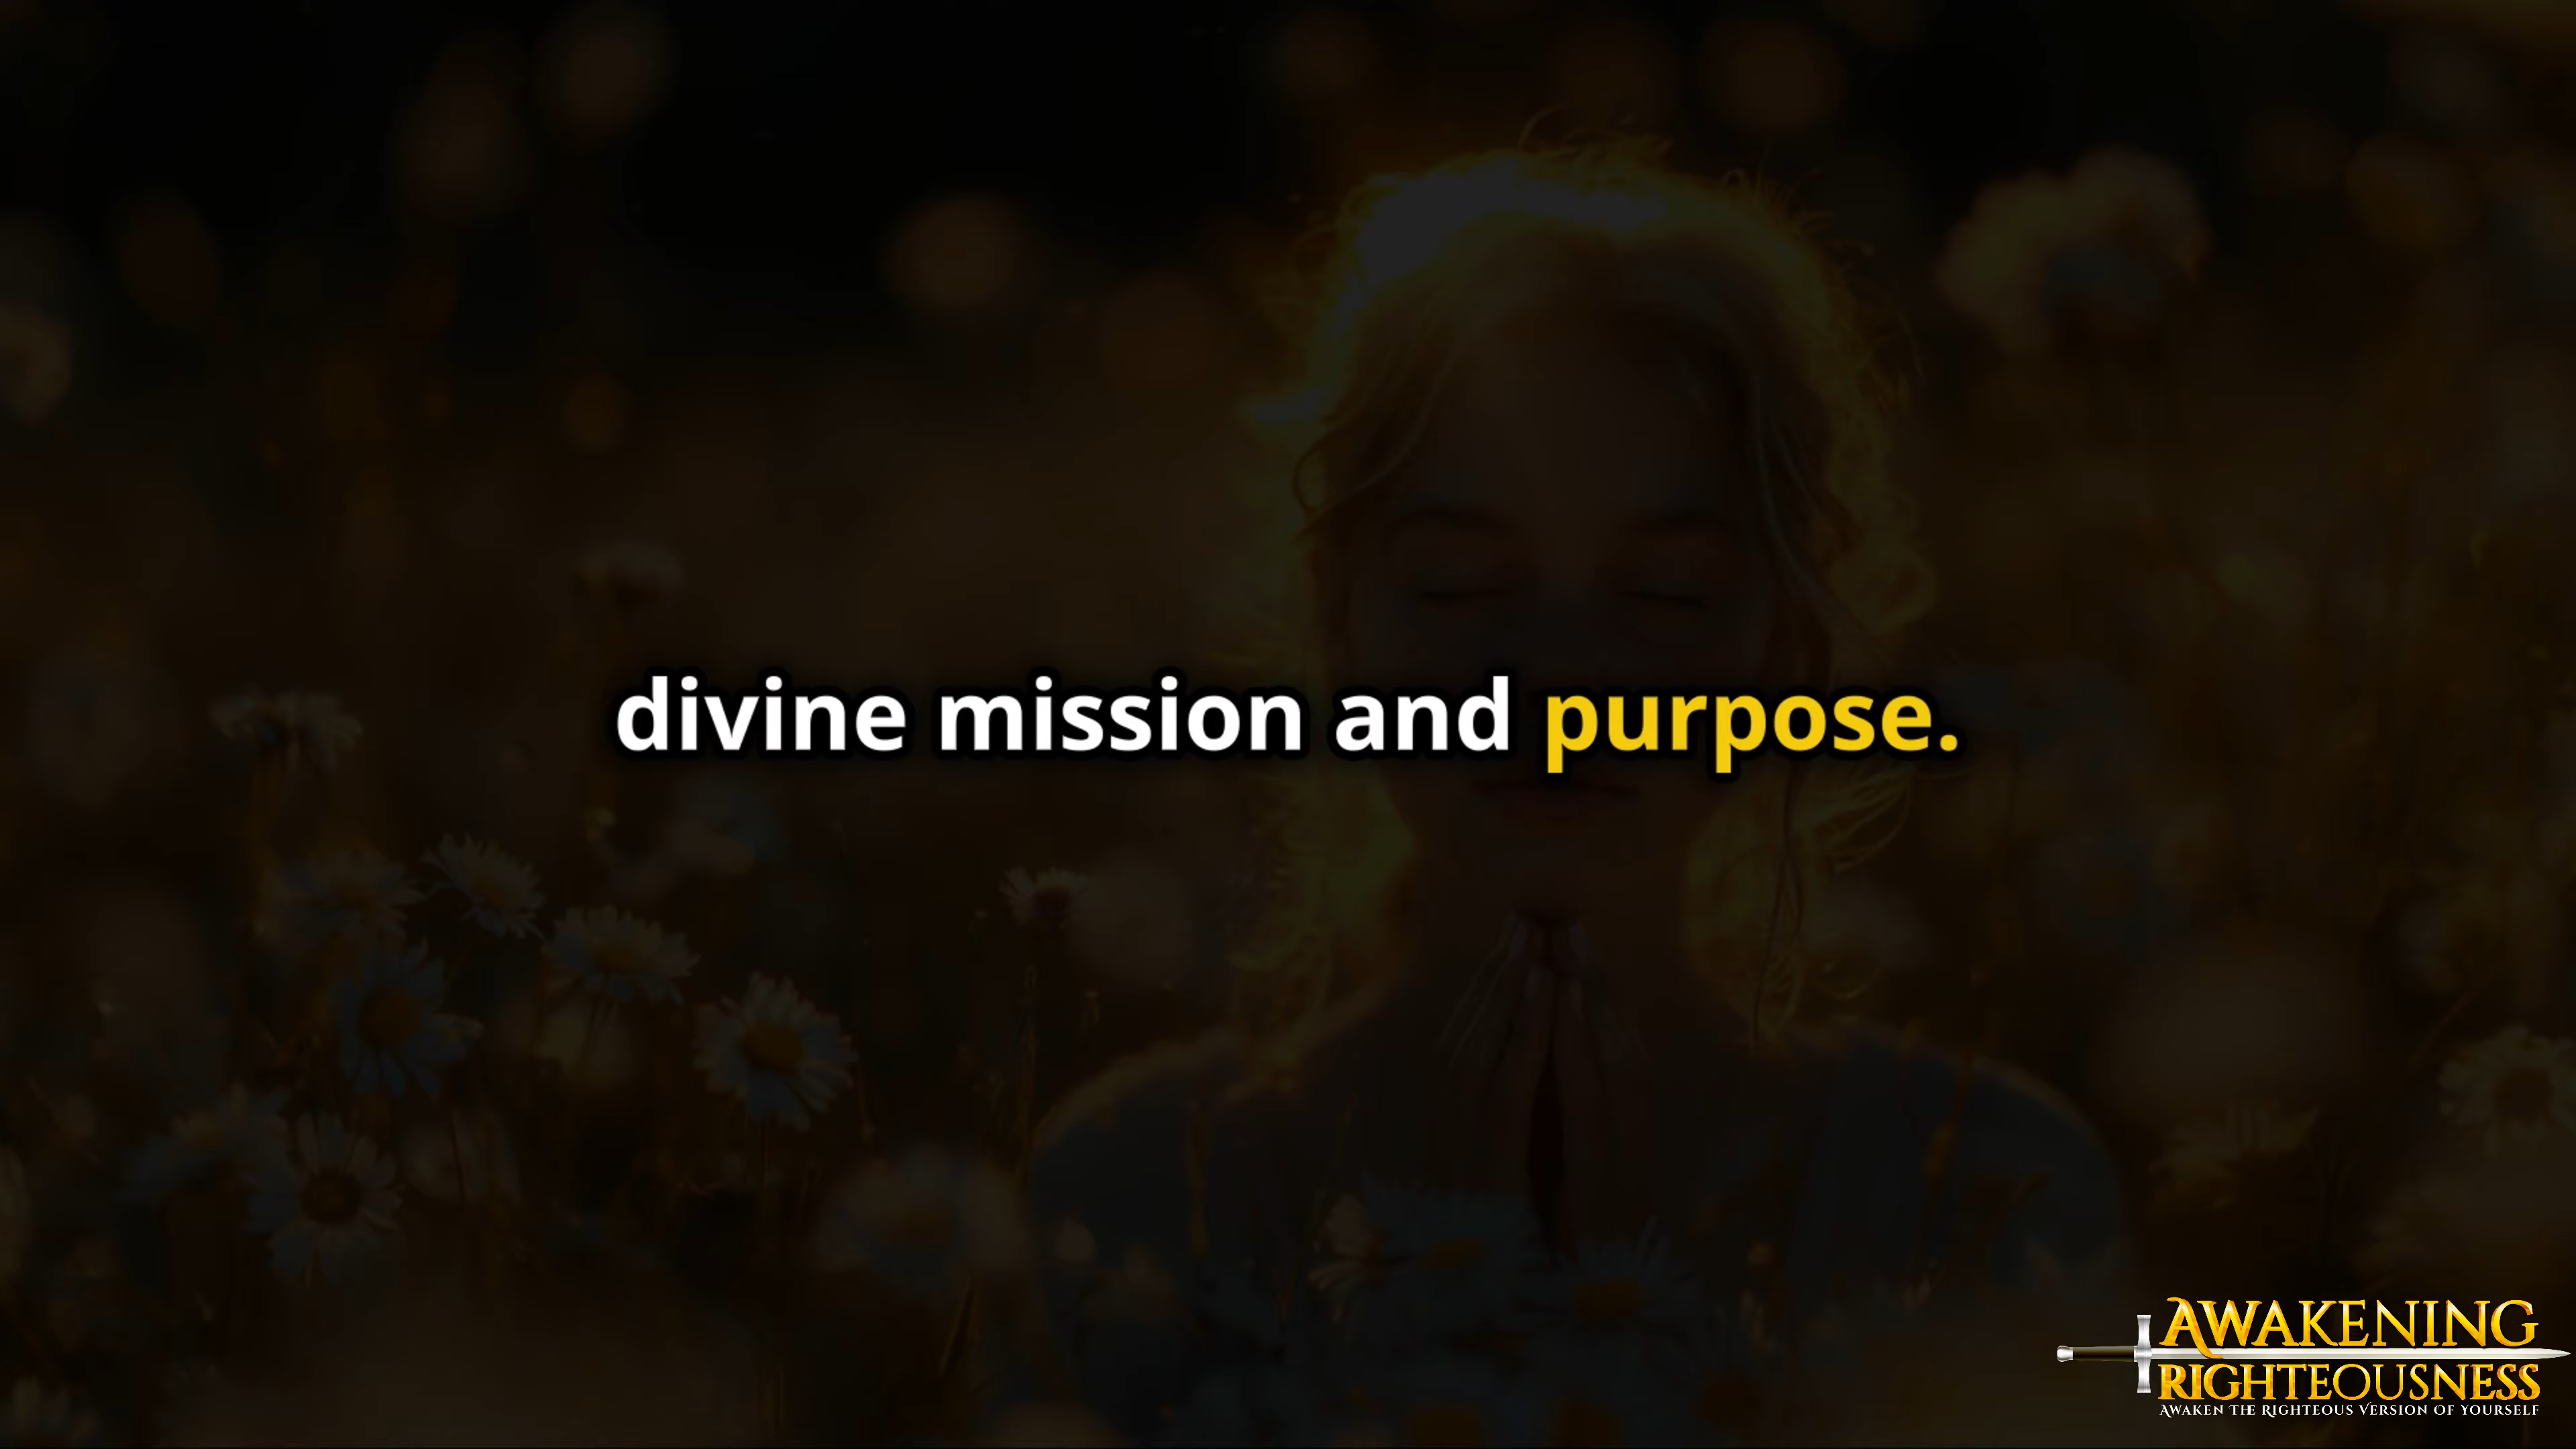 divine mission and purpose.
AWAKENING
RIGHTEOUSNESS
AWAKEN THE RIGHTEOUS VERSION OF YOURSELF